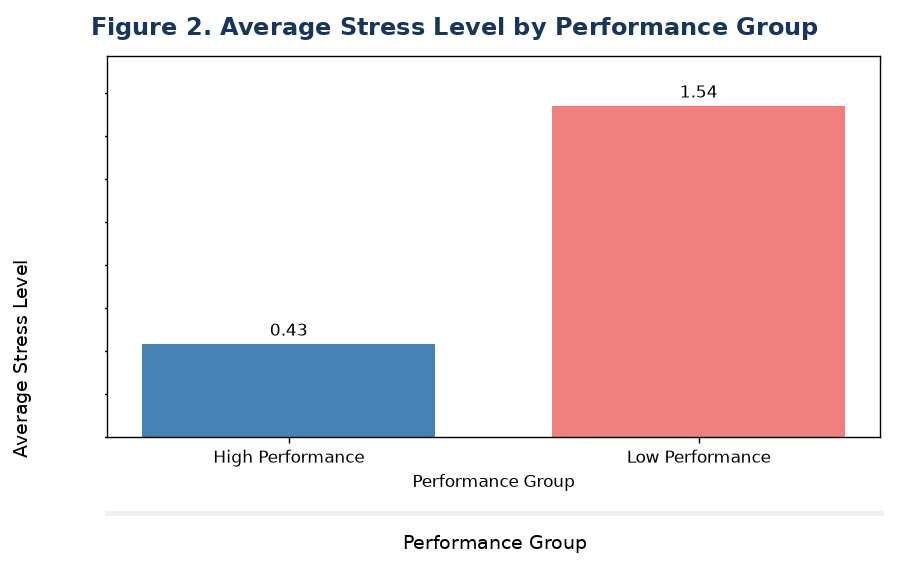 Figure 2. Average Stress Level by Performance Group
1.54
0.43
Average Stress Level
High Performance
Low Performance
Performance Group
Performance Group